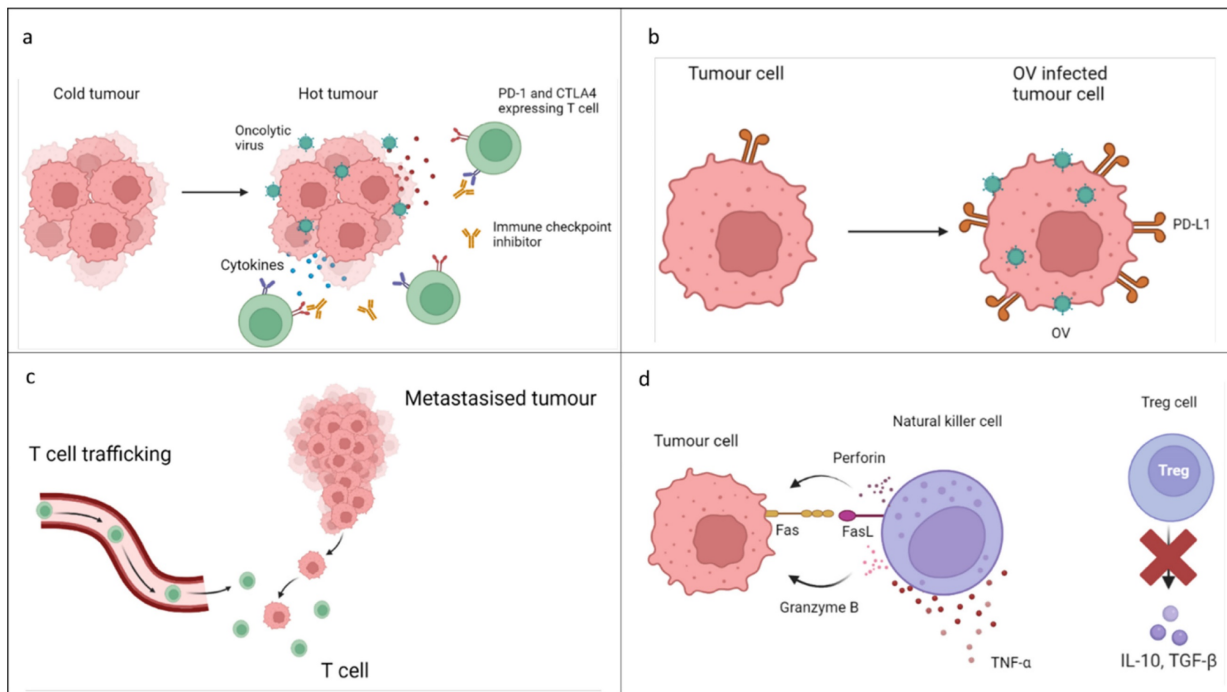 a
Cold tumour
Hot tumour
PD-1 and CTLA4
expressing T cell
Oncolytic
virus
Immune checkpoint
inhibitor
Cytokines
b
Tumour cell
OV infected
tumour cell
PD-L1
OV
c
Metastasised tumour
T cell trafficking
T cell
d
Treg cell
Natural killer cell
Tumour cell
Perforin
Treg
Fas
FasL
Granzyme B
TNF-α
IL-10, TGF-β